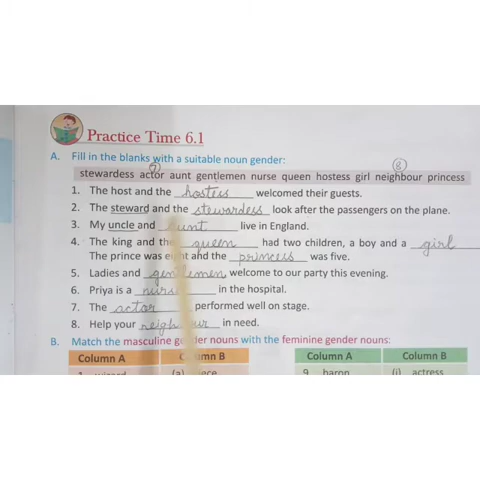 Practice Time 6.1
A. Fill in the blanks with a suitable noun gender:
7 8
stewardess actor aunt gentlemen nurse queen hostess girl neighbour princess
1. The host and the hostess welcomed their guests.
2. The steward and the stewardess look after the passengers on the plane.
3. My uncle and aunt live in England.
4. The king and the queen had two children, a boy and a girl
The prince was eight and the princess was five.
5. Ladies and gentlemen welcome to our party this evening.
6. Priya is a nurse in the hospital.
7. The actor performed well on stage.
8. Help your neighbour in need.
B. Match the masculine gender nouns with the feminine gender nouns:
Column A Column B Column A Column B
1. wizard (a) niece 9. baron (i) actress